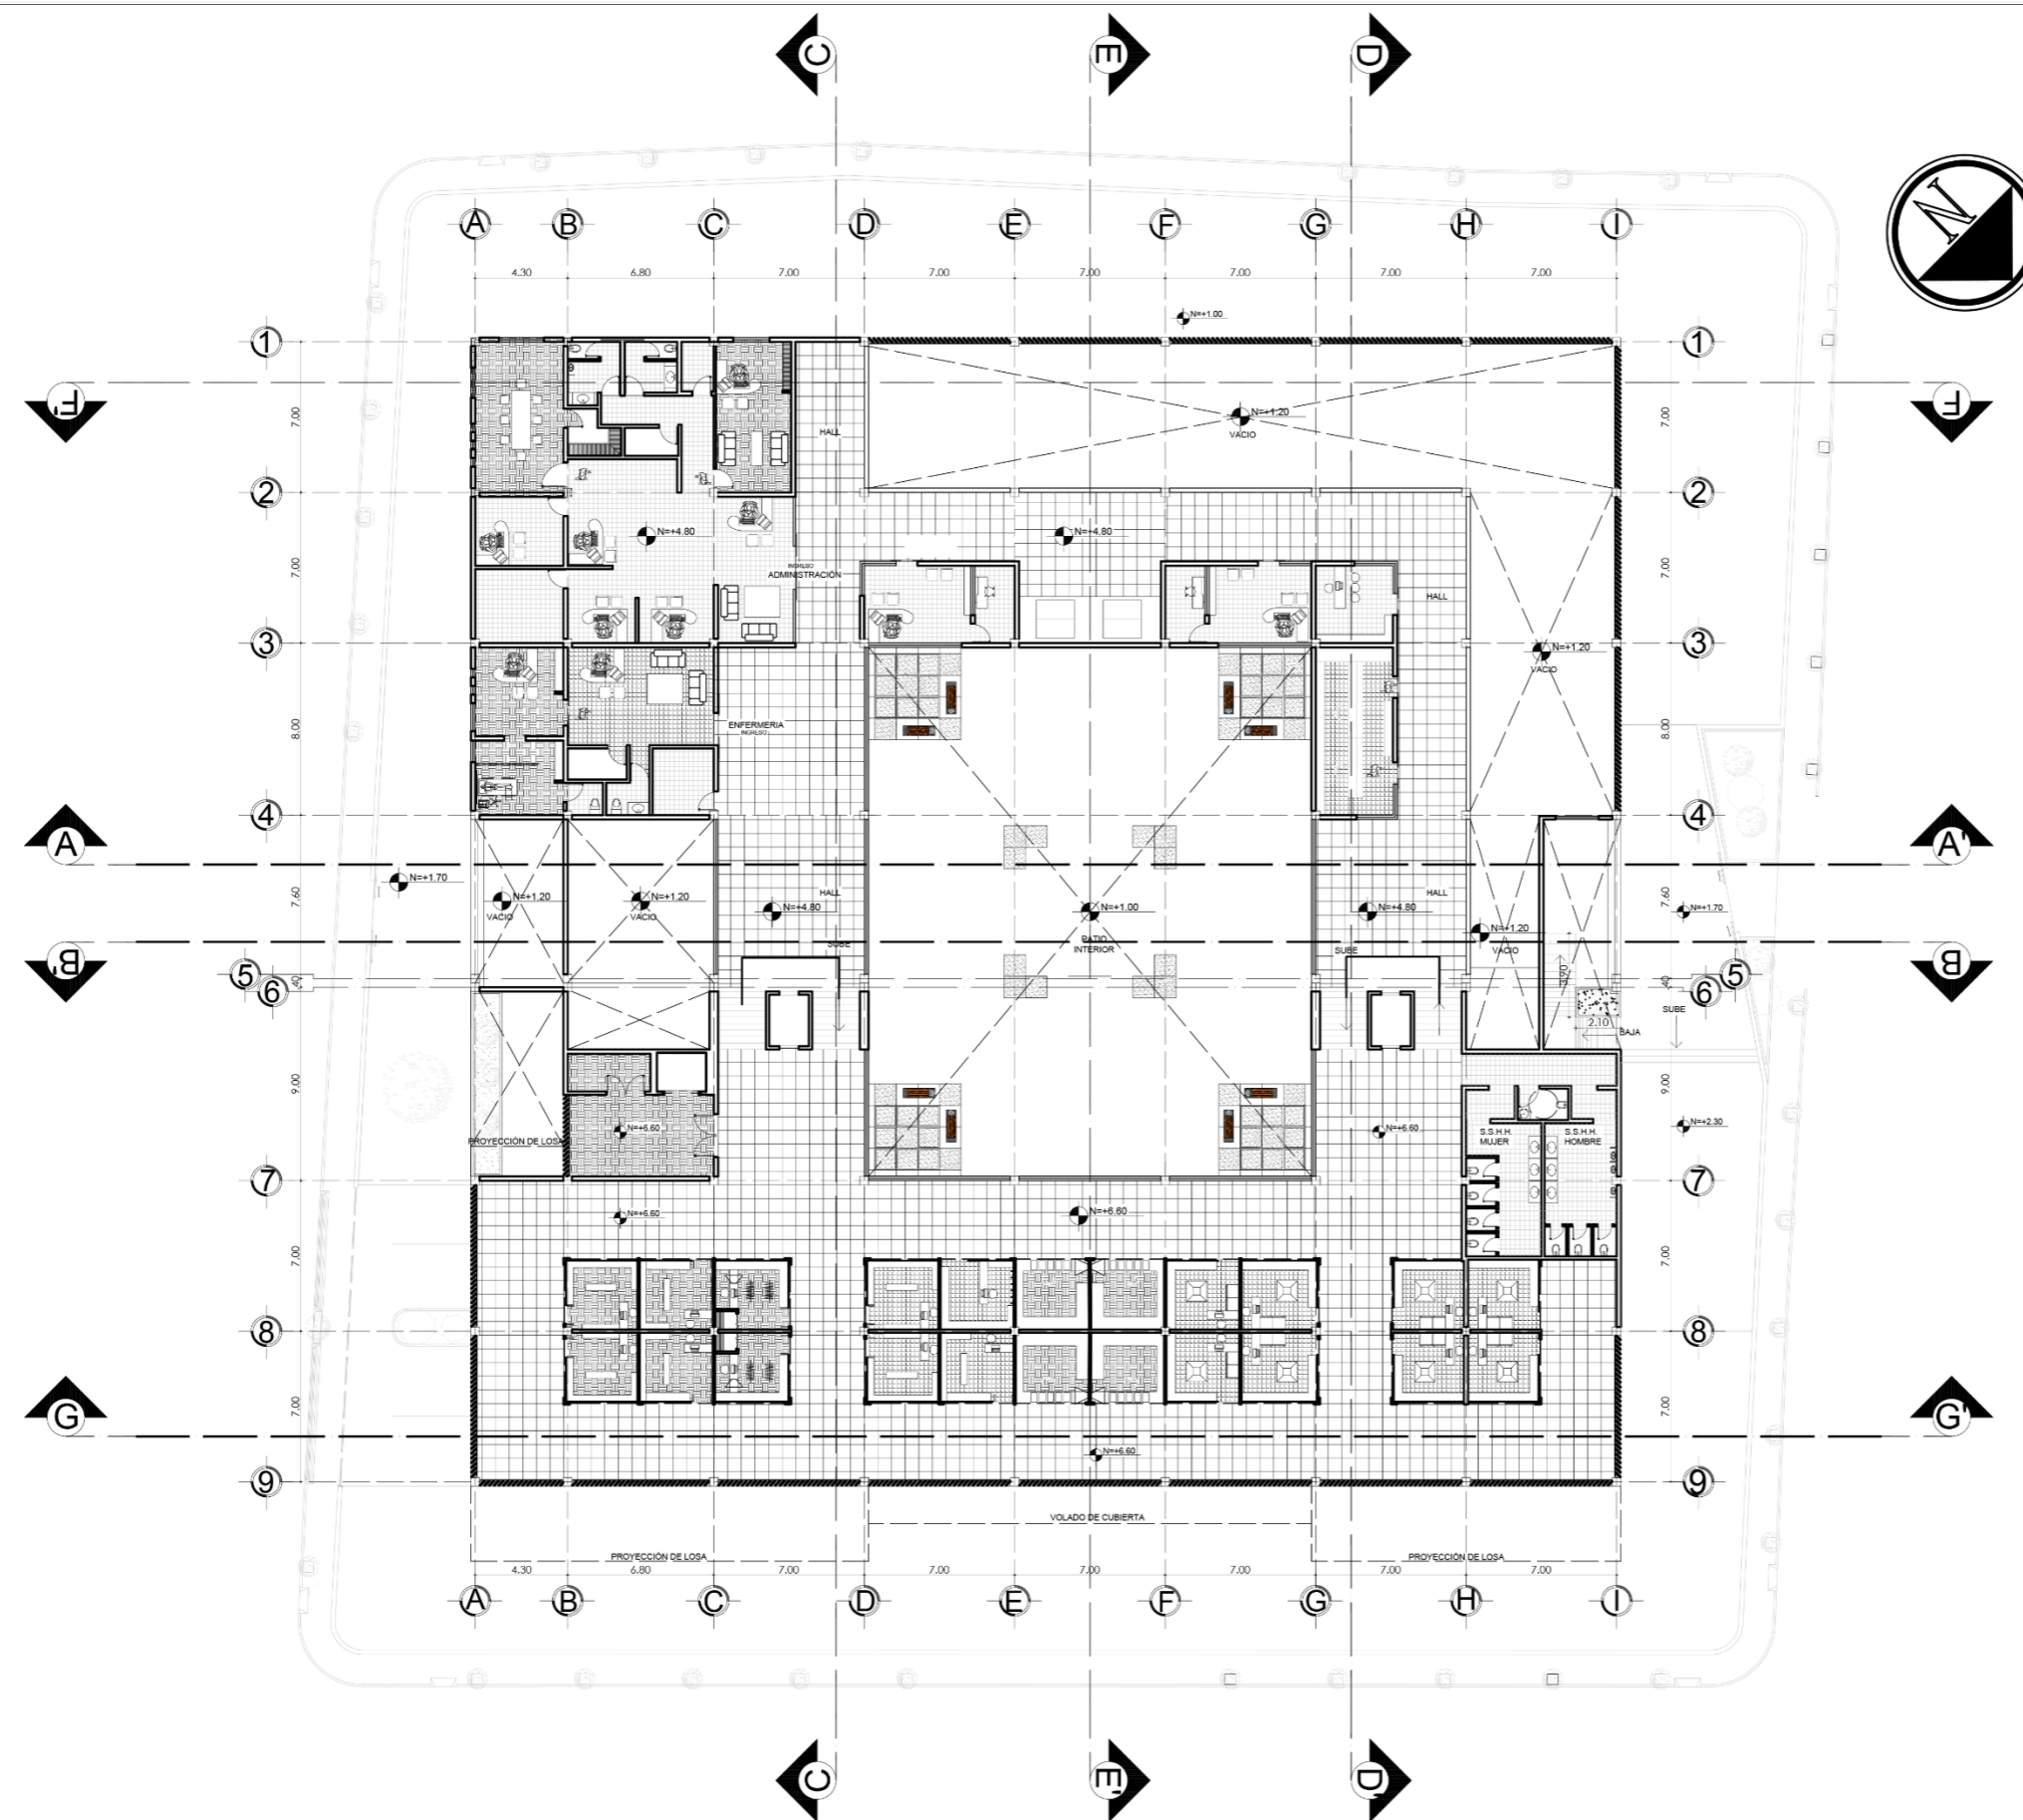 C E D
N
A B C D E F G H I
4.30 6.80 7.00 7.00 7.00 7.00 7.00 7.00
N=+1.00
1 1
F' F
7.00 HALL N=+1.20 7.00
VACIO
2 2
N=+4.80 N=+4.80
7.00 INGRESO 7.00
ADMINISTRACIÓN
HALL
3 3
N=+1.20
VACIO
8.00 ENFERMERIA 8.00
INGRESO
4 4
A A'
N=+1.70
7.60 N=+1.20 N=+1.20 HALL HALL 7.60
VACIO VACIO N=+4.80 N=+1.00 N=+4.80 N=+1.70
N=+1.20
SUBE PATIO SUBE VACIO
INTERIOR
B' B
5 .40 3.90 .40 5
6 6
SUBE
2.10 BAJA
9.00 9.00
N=+6.60 N=+6.60 N=+2.30
PROYECCIÓN DE LOSA
S.S.H.H. S.S.H.H.
MUJER HOMBRE
7 7
N=+6.60 N=+6.60
7.00 7.00
8 8
7.00 7.00
G G'
N=+6.60
9 9
VOLADO DE CUBIERTA
PROYECCIÓN DE LOSA PROYECCIÓN DE LOSA
4.30 6.80 7.00 7.00 7.00 7.00 7.00 7.00
A B C D E F G H I
C E' D'